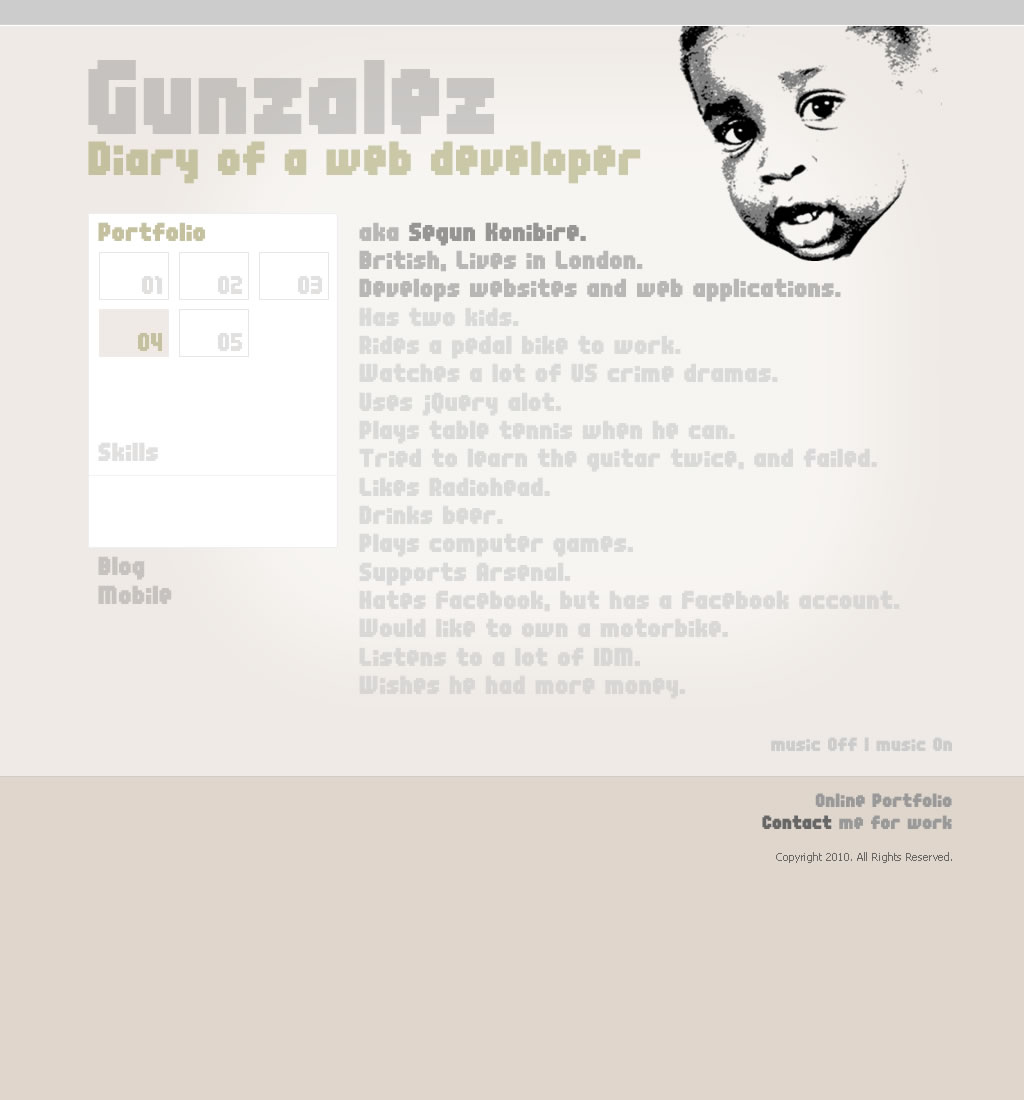 Gunzalez
Diary of a web developer
Portfolio
01 02 03
04 05
Skills
Blog
Mobile
aka Segun Konibire.
British, Lives in London.
Develops websites and web applications.
Has two kids.
Rides a pedal bike to work.
Watches a lot of US crime dramas.
Uses jQuery alot.
Plays table tennis when he can.
Tried to learn the guitar twice, and failed.
Likes Radiohead.
Drinks beer.
Plays computer games.
Supports Arsenal.
Hates Facebook, but has a Facebook account.
Would like to own a motorbike.
Listens to a lot of IDM.
Wishes he had more money.
music Off | music On
Online Portfolio
Contact me for work
Copyright 2010. All Rights Reserved.